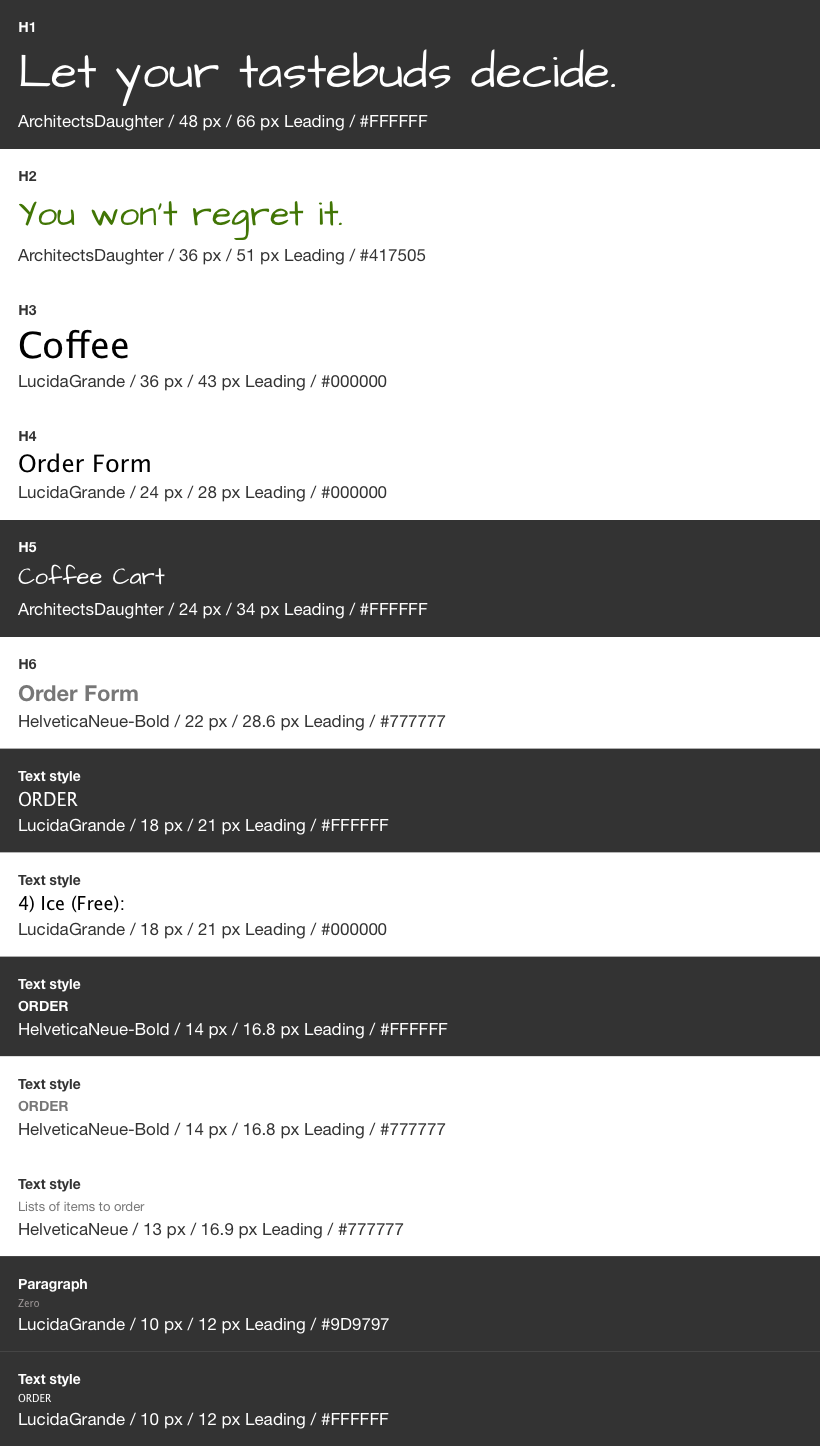 H1
Let your tastebuds decide.
ArchitectsDaughter / 48 px / 66 px Leading / #FFFFFF
H2
You won't regret it.
ArchitectsDaughter / 36 px / 51 px Leading / #417505
H3
Coffee
LucidaGrande / 36 px / 43 px Leading / #000000
H4
Order Form
LucidaGrande / 24 px / 28 px Leading / #000000
H5
Coffee Cart
ArchitectsDaughter / 24 px / 34 px Leading / #FFFFFF
H6
Order Form
HelveticaNeue-Bold / 22 px / 28.6 px Leading / #777777
Text style
ORDER
LucidaGrande / 18 px / 21 px Leading / #FFFFFF
Text style
4) Ice (Free):
LucidaGrande / 18 px / 21 px Leading / #000000
Text style
ORDER
HelveticaNeue-Bold / 14 px / 16.8 px Leading / #FFFFFF
Text style
ORDER
HelveticaNeue-Bold / 14 px / 16.8 px Leading / #777777
Text style
Lists of items to order
HelveticaNeue / 13 px / 16.9 px Leading / #777777
Paragraph
Zero
LucidaGrande / 10 px / 12 px Leading / #9D9797
Text style
ORDER
LucidaGrande / 10 px / 12 px Leading / #FFFFFF